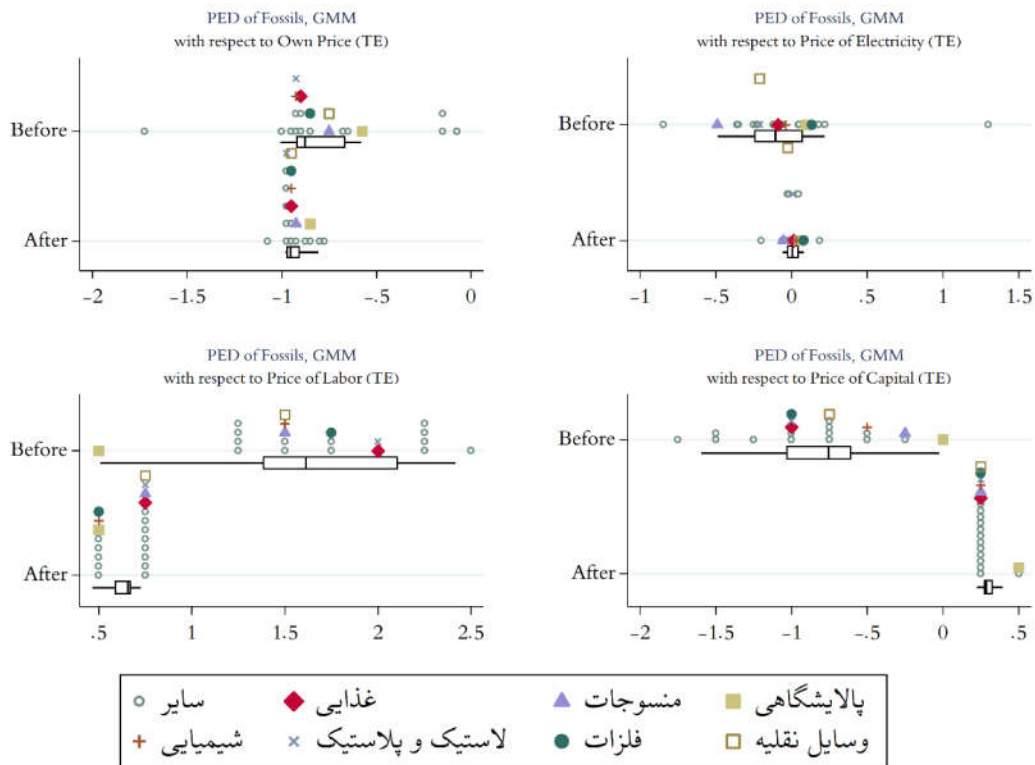 PED of Fossils, GMM
with respect to Own Price (TE)
Before
After
-2 -1.5 -1 -.5 0
PED of Fossils, GMM
with respect to Price of Electricity (TE)
Before
After
-1 -.5 0 .5 1 1.5
PED of Fossils, GMM
with respect to Price of Labor (TE)
Before
After
.5 1 1.5 2 2.5
PED of Fossils, GMM
with respect to Price of Capital (TE)
Before
After
-2 -1.5 -1 -.5 0 .5
سایر غذایی منسوجات پالایشگاهی
شیمیایی لاستیک و پلاستیک فلزات وسایل نقلیه